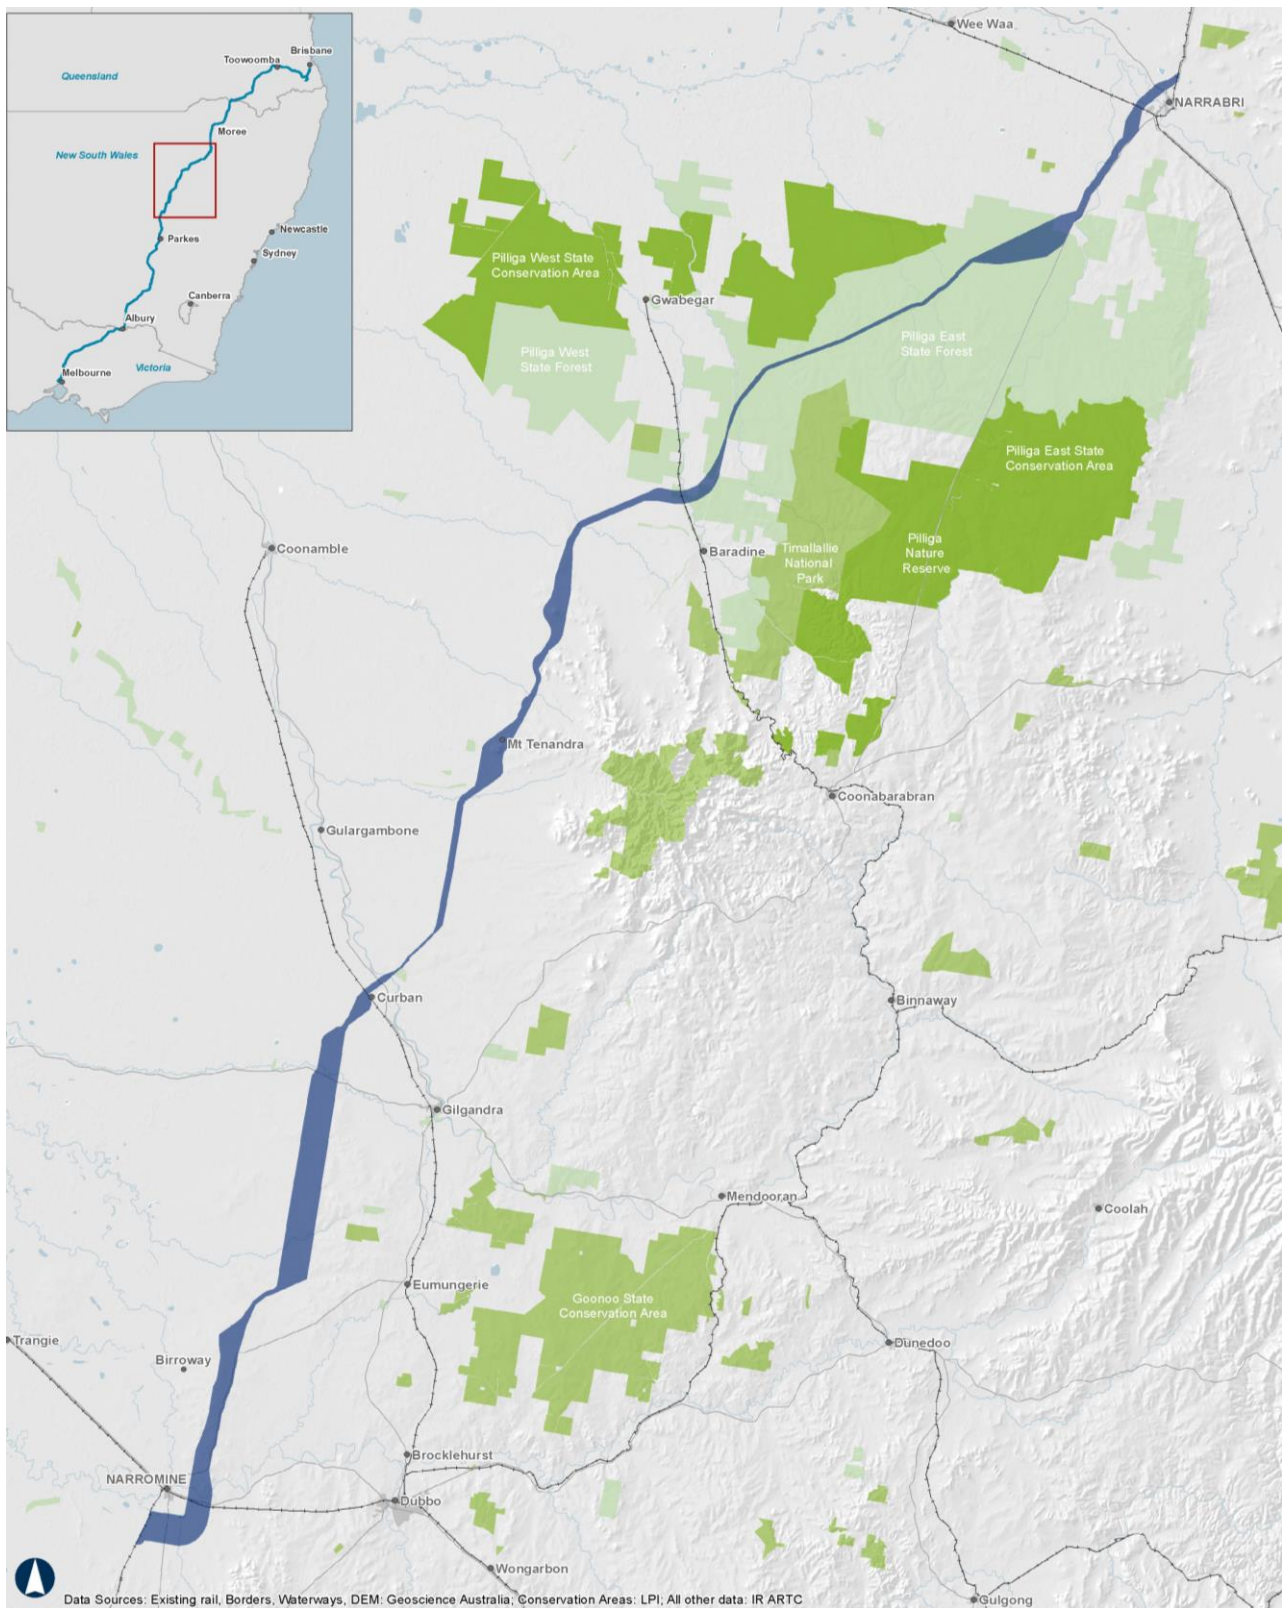 Brisbane
Toowoomba
Queensland
Moree
New South Wales
Newcastle
Parkes
Sydney
Canberra
Albury
Victoria
Melbourne
Wee Waa
NARRABRI
Pilliga West State
Conservation Area
Gwabegar
Pilliga East
State Forest
Pilliga West
State Forest
Pilliga East State
Conservation Area
Coonamble
Baradine
Timallallie
National
Park
Pilliga
Nature
Reserve
Mt Tenandra
Coonabarabran
Gulargambone
Curban
Binnaway
Gilgandra
Mendooran
Coolah
Eumungerie
Goonoo State
Conservation Area
Trangie
Birroway
Dunedoo
Brocklehurst
NARROMINE
Dubbo
Wongarbon
Gulgong
Data Sources: Existing rail, Borders, Waterways, DEM: Geoscience Australia; Conservation Areas: LPI; All other data: IR ARTC